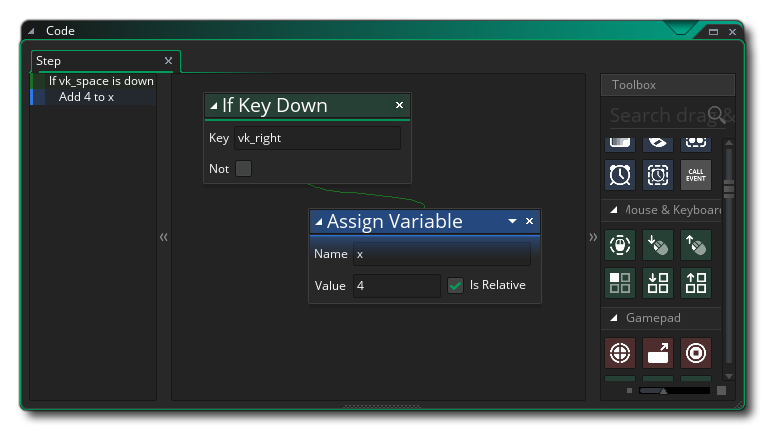 Code
Step
If vk_space is down
Add 4 to x
If Key Down
Key vk_right
Not
Assign Variable
Name x
Value 4 Is Relative
Toolbox
Search drag &
CALL
EVENT
Mouse & Keyboard
Gamepad